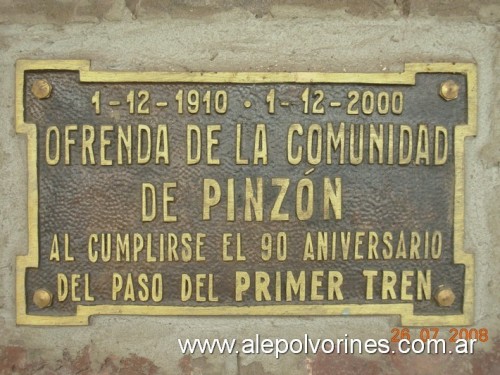 1-12-1910 · 1-12-2000
OFRENDA DE LA COMUNIDAD
DE PINZÓN
AL CUMPLIRSE EL 90 ANIVERSARIO
DEL PASO DEL PRIMER TREN
26.07.2008
www.alepolvorines.com.ar